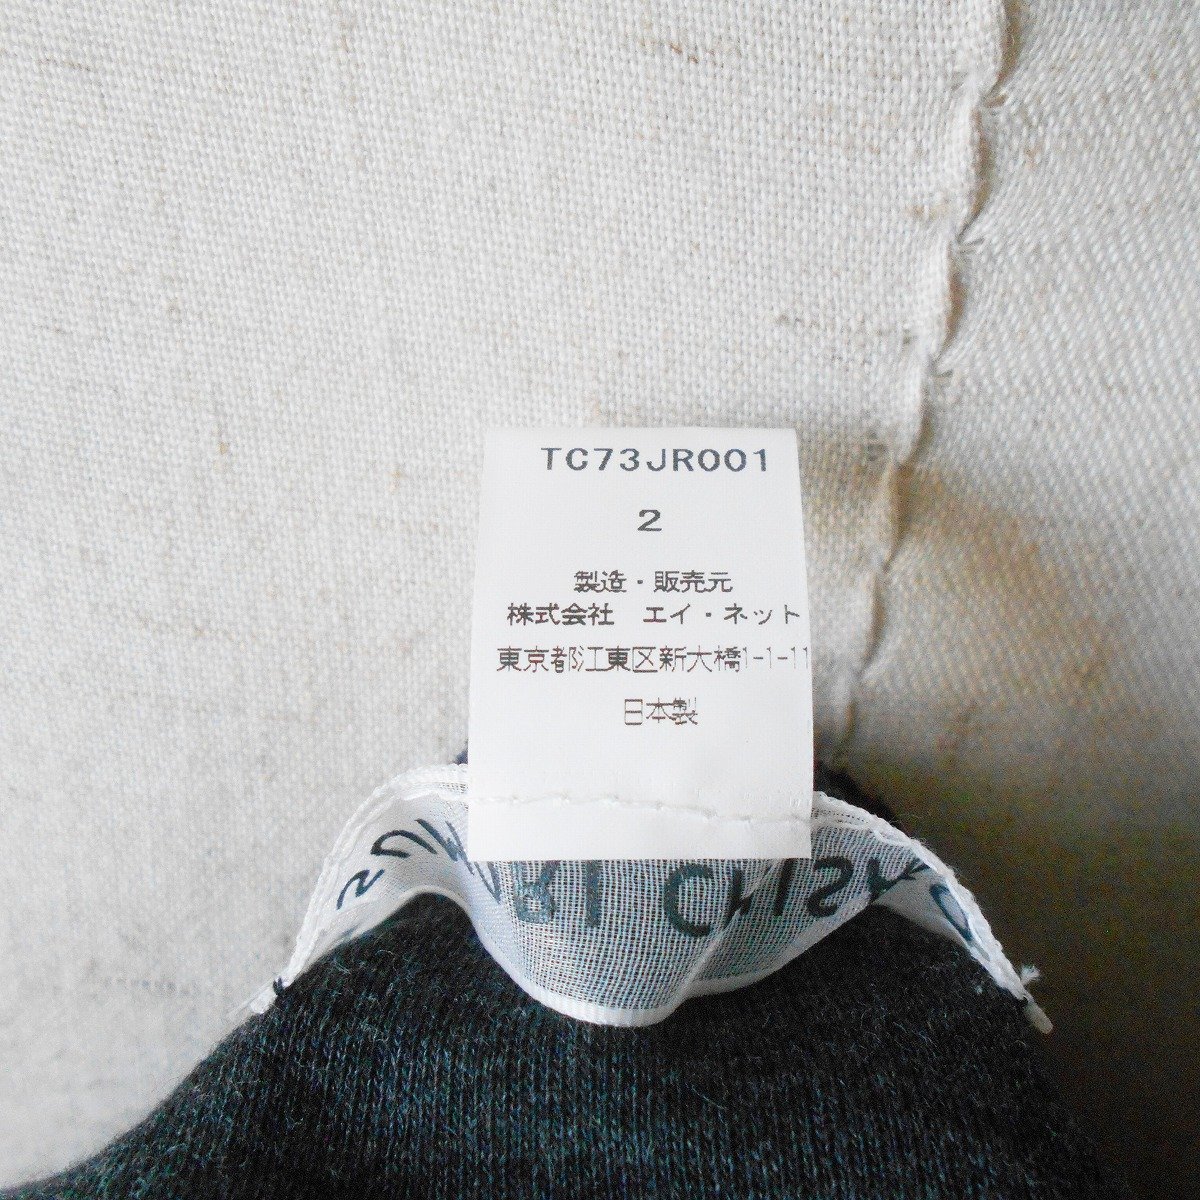 TC73JR001
2
製造・販売元
株式会社 エイ・ネット
東京都江東区新大橋1-1-11
日本製